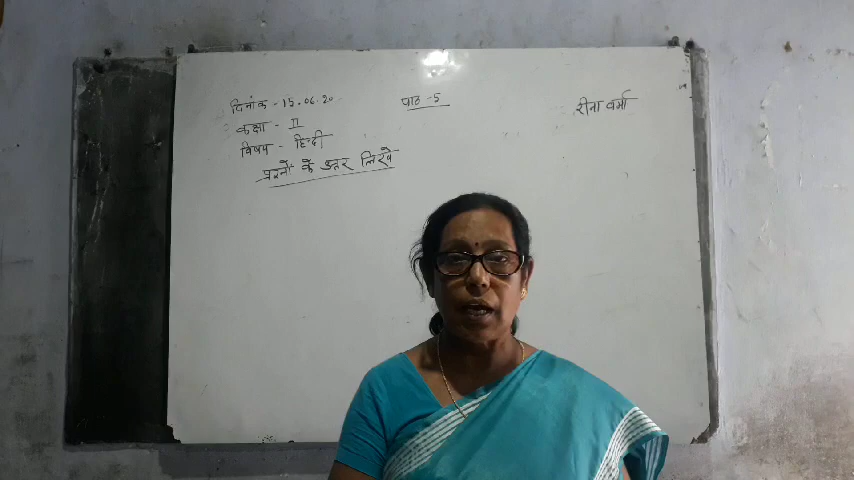 दिनांक - 15.06.20 पाठ - 5 रीना वर्मा
कक्षा - II
विषय - हिन्दी
प्रश्नों के उत्तर लिखे